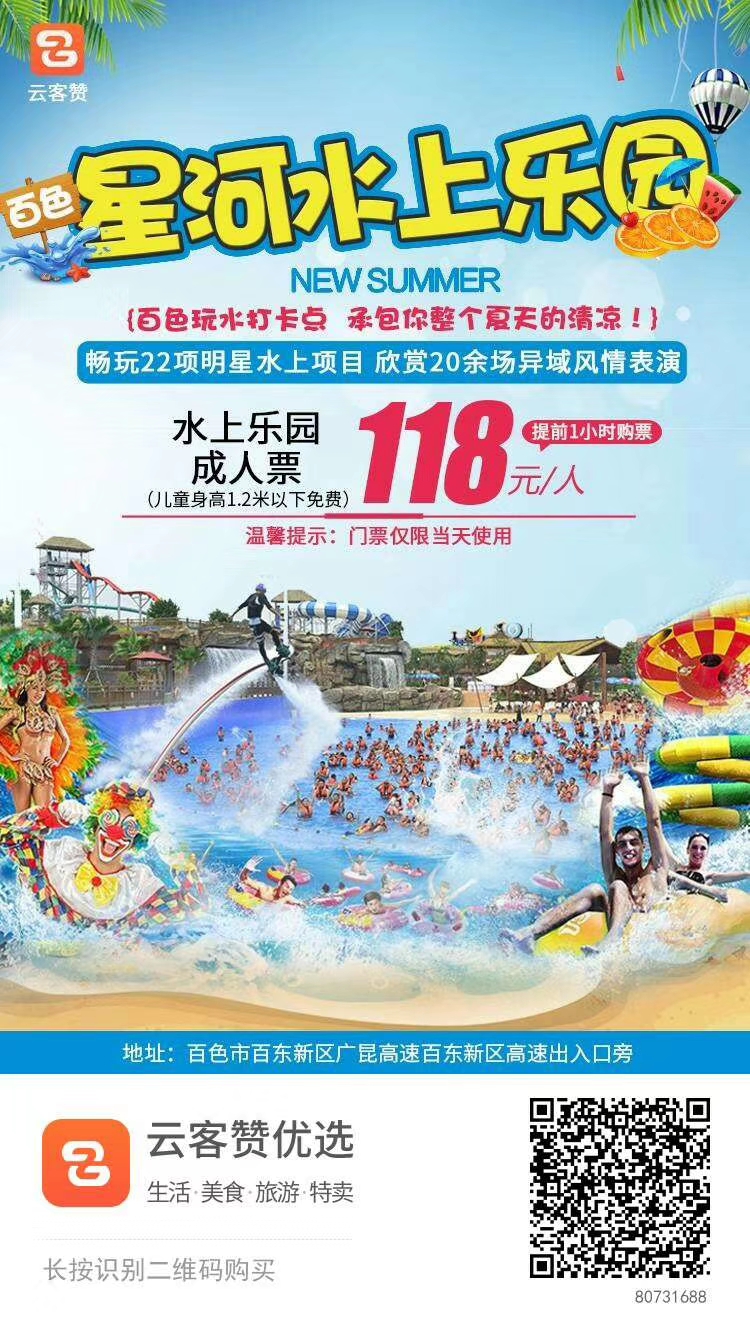 云客赞
百色
星河水上乐园
NEW SUMMER
{百色玩水打卡点 承包你整个夏天的清凉！}
畅玩22项明星水上项目 欣赏20余场异域风情表演
水上乐园
成人票
（儿童身高1.2米以下免费）
118元/人
提前1小时购票
温馨提示：门票仅限当天使用
地址：百色市百东新区广昆高速百东新区高速出入口旁
云客赞优选
生活·美食·旅游·特卖
长按识别二维码购买
80731688